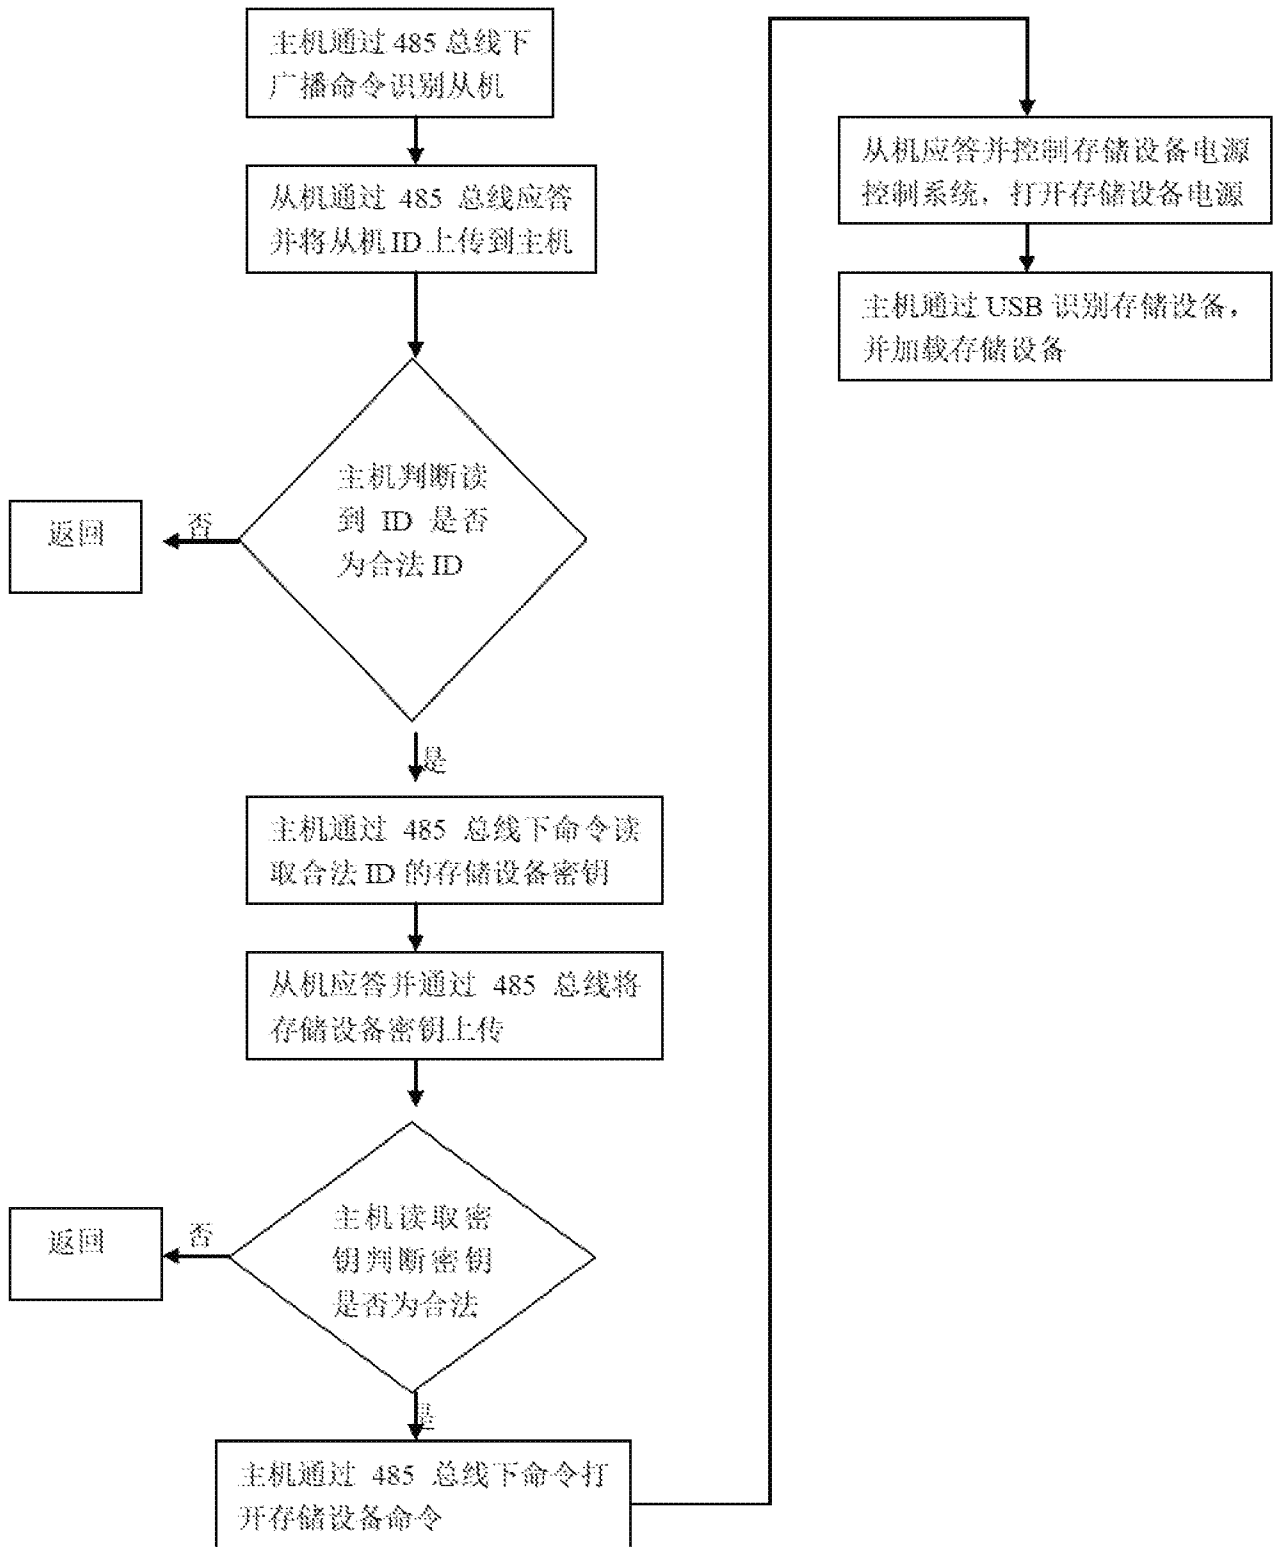 主机通过 485 总线下
广播命令识别从机
从机通过 485 总线应答
并将从机 ID 上传到主机
主机判断读
到 ID 是否
为合法 ID
否
返回
是
主机通过 485 总线下命令读
取合法 ID 的存储设备密钥
从机应答并通过 485 总线将
存储设备密钥上传
主机读取密
钥判断密钥
是否为合法
否
返回
是
主机通过 485 总线下命令打
开存储设备命令
从机应答并控制存储设备电源
控制系统，打开存储设备电源
主机通过 USB 识别存储设备，
并加载存储设备